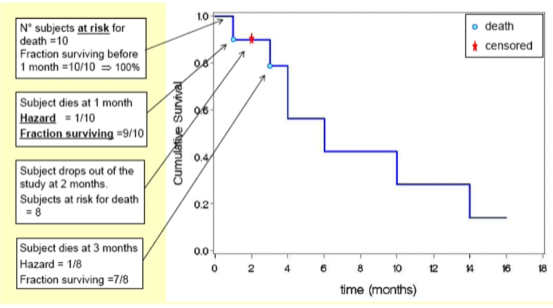 N° subjects at risk for
death =10
Fraction surviving before
1 month =10/10 ⇒ 100%
Subject dies at 1 month
Hazard = 1/10
Fraction surviving =9/10
Subject drops out of the
study at 2 months.
Subjects at risk for death
= 8
Subject dies at 3 months
Hazard = 1/8
Fraction surviving =7/8
Cumulative Survival
1.0
0.8
0.6
0.4
0.2
0.0
death
censored
0 2 4 6 8 10 12 14 16 18
time (months)